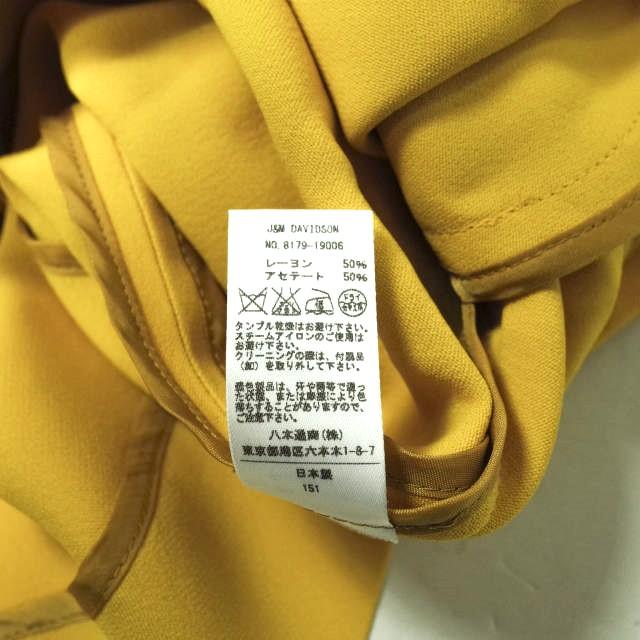 J&M DAVIDSON
NO. 8179-19006
レーヨン 50%
アセテート 50%
ドライ
タンブル乾燥はお避け下さい。
スチームアイロンのご使用は
お避け下さい。
クリーニングの際は、付属品
(加)を取り外して下さい。
濃色製品は、汗や雨等で湿っ
た状態、または摩擦により色
落ちすることがありますので、
ご注意下さい。
八木通商(株)
東京都港区六本木1-8-7
日本製
151